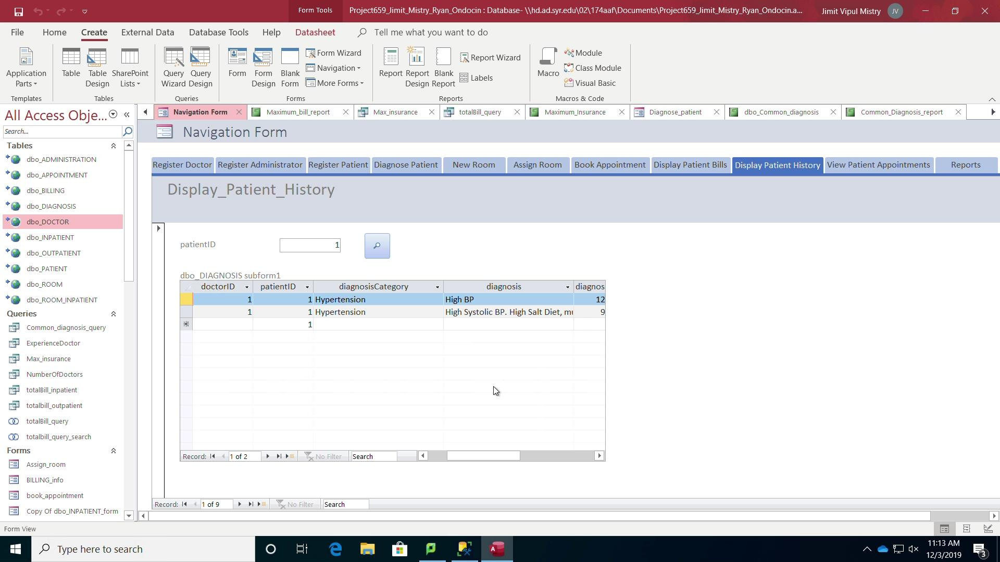 Form Tools
Project659_Jimit_Mistry_Ryan_Ondocin : Database- \\hd.ad.syr.edu\02\174aaf\Documents\Project659_Jimit_Mistry_Ryan_Ondocin.a...
Jimit Vipul Mistry
JV
File Home Create External Data Database Tools Help Datasheet Tell me what you want to do
Application Parts
Table
Table Design
SharePoint Lists
Query Wizard
Query Design
Form
Form Design
Blank Form
Form Wizard
Navigation
More Forms
Report
Report Design
Blank Report
Report Wizard
Labels
Macro
Module
Class Module
Visual Basic
Templates Tables Queries Forms Reports Macros & Code
All Access Obje...
Search...
Tables
dbo_ADMINISTRATION
dbo_APPOINTMENT
dbo_BILLING
dbo_DIAGNOSIS
dbo_DOCTOR
dbo_INPATIENT
dbo_OUTPATIENT
dbo_PATIENT
dbo_ROOM
dbo_ROOM_INPATIENT
Queries
Common_diagnosis_query
ExperienceDoctor
Max_insurance
NumberOfDoctors
totalBill_inpatient
totalbill_outpatient
totalBill_query
totalbill_query_search
Forms
Assign_room
BILLING_info
book_appointment
Copy Of dbo_INPATIENT_form
Navigation Form Maximum_bill_report Max_insurance totalBill_query Maximum_Insurance Diagnose_patient dbo_Common_diagnosis Common_Diagnosis_report
Navigation Form
Register Doctor Register Administrator Register Patient Diagnose Patient New Room Assign Room Book Appointment Display Patient Bills Display Patient History View Patient Appointments Reports
Display_Patient_History
patientID 1
dbo_DIAGNOSIS subform1
doctorID patientID diagnosisCategory diagnosis diagnos
1 1 Hypertension High BP 12
1 1 Hypertension High Systolic BP. High Salt Diet, mu 9
1
Record: 1 of 2 No Filter Search
Record: 1 of 9 No Filter Search
Form View
Type here to search
A
11:13 AM
12/3/2019
3